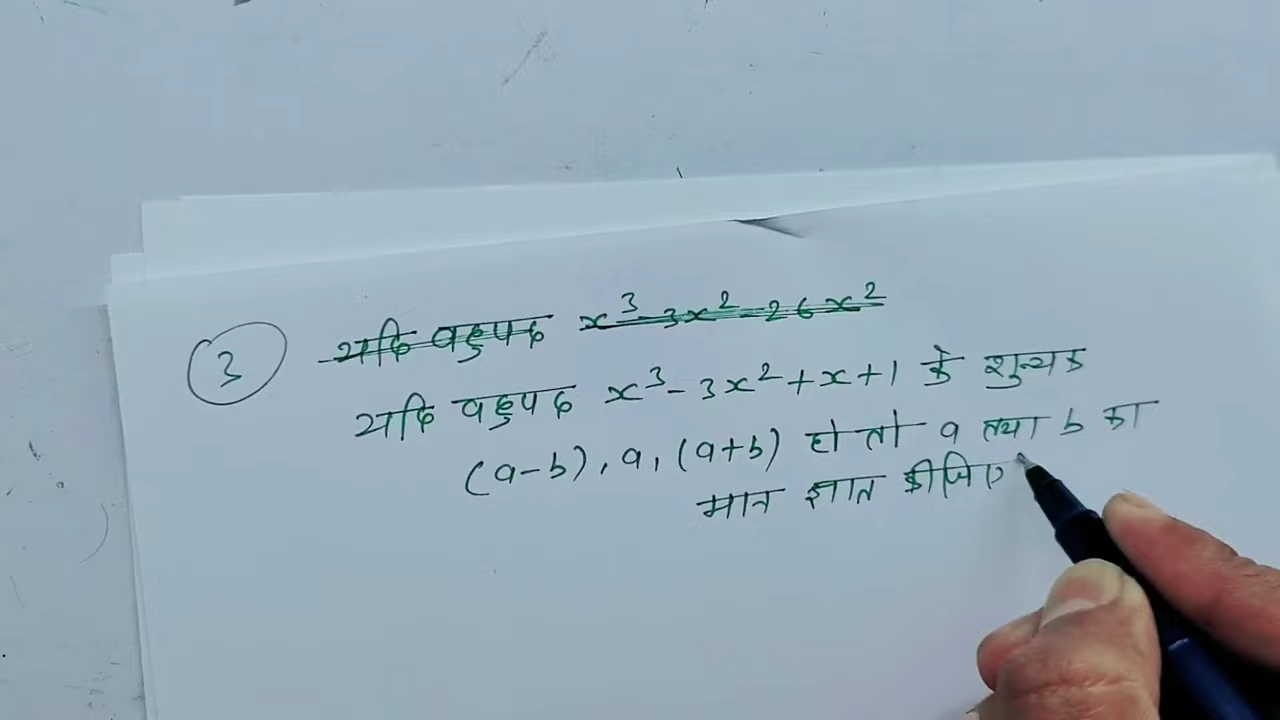 3 यदि बहुपद x³-3x²-26x²
यदि बहुपद x³-3x²+x+1 के शुन्यक
(a-b), a, (a+b) हो तो a तथा b का
मान ज्ञात कीजिए